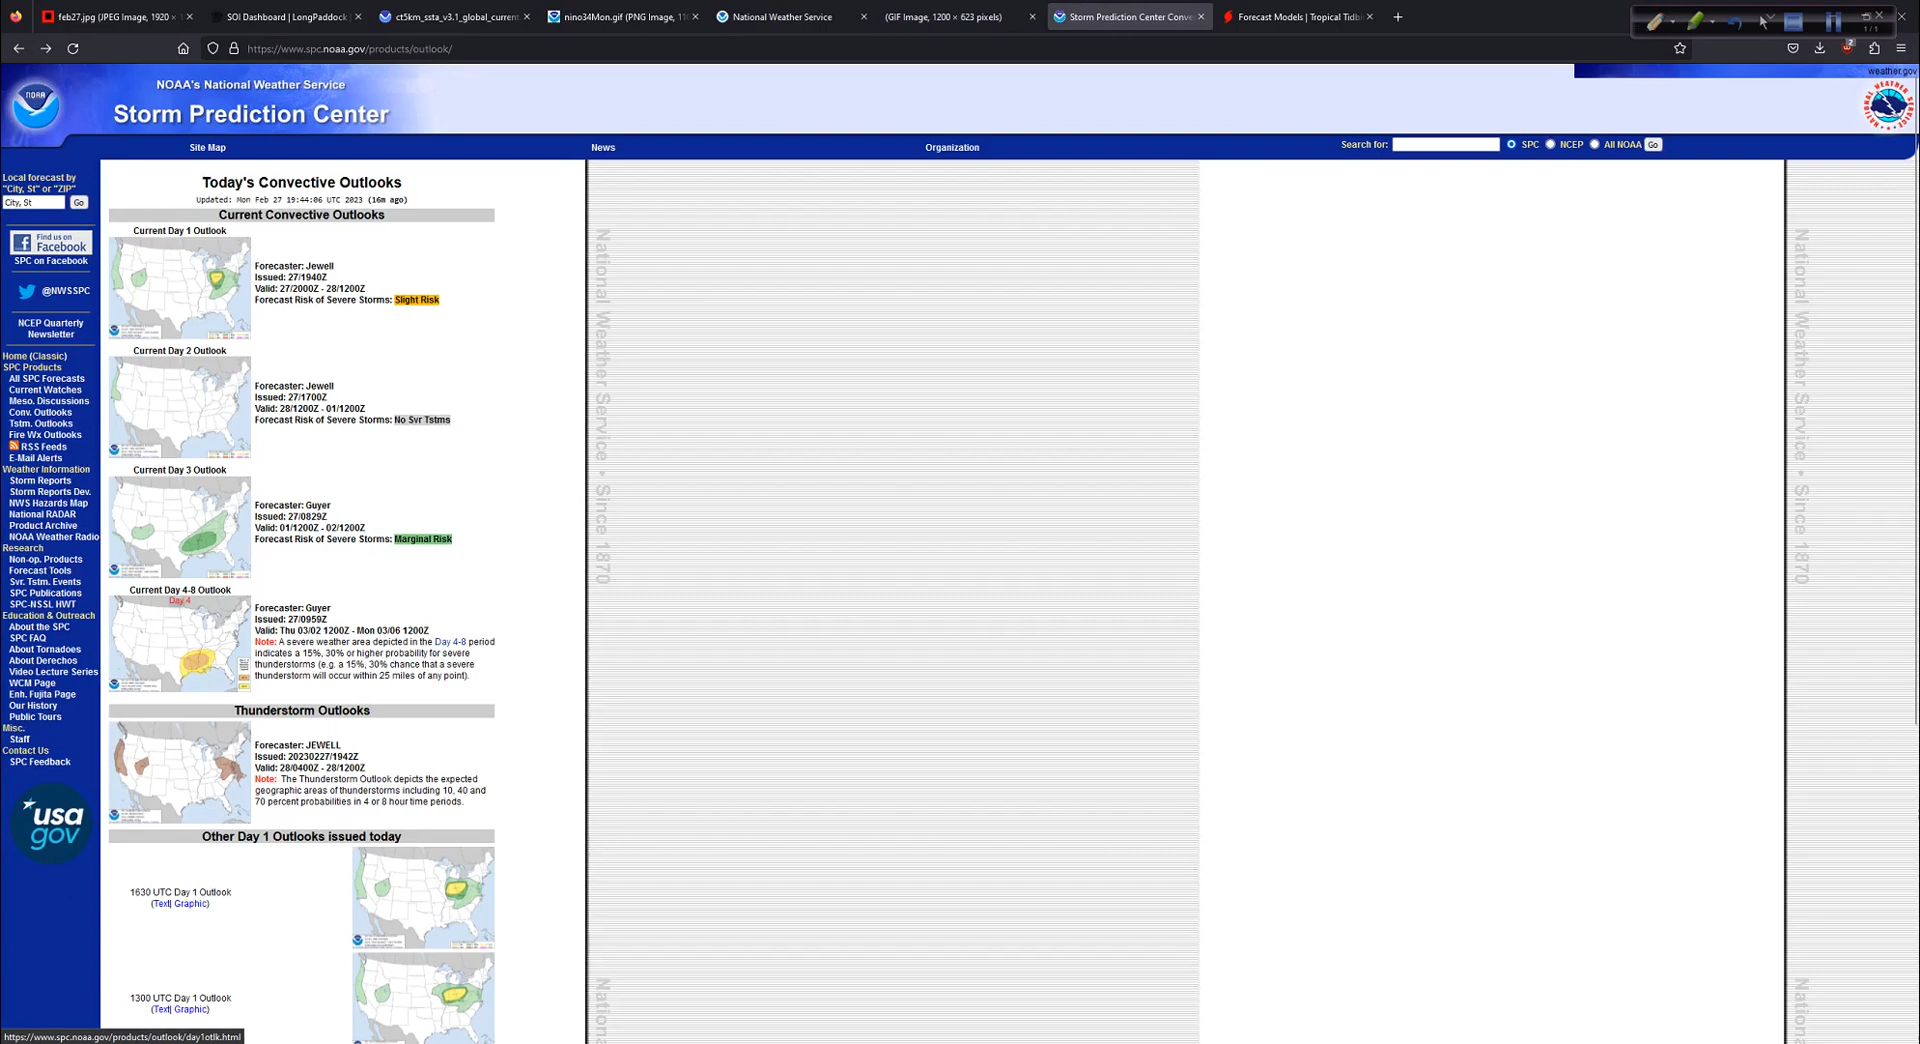 feb27.jpg (JPEG Image, 1920 ×
SOI Dashboard | LongPaddock
ct5km_ssta_v3.1_global_current
nino34Mon.gif (PNG Image, 11
National Weather Service
(GIF Image, 1200 × 623 pixels)
Storm Prediction Center Conve
Forecast Models | Tropical Tidbi
1 / 1
https://www.spc.noaa.gov/products/outlook/
2
weather.gov
NOAA
NOAA's National Weather Service
Storm Prediction Center
Site Map
News
Organization
Search for:
SPC
NCEP
All NOAA
Go
Local forecast by
"City, St" or "ZIP"
City, St
Go
Find us on
Facebook
SPC on Facebook
@NWSSPC
NCEP Quarterly
Newsletter
Home (Classic)
SPC Products
All SPC Forecasts
Current Watches
Meso. Discussions
Conv. Outlooks
Tstm. Outlooks
Fire Wx Outlooks
RSS Feeds
E-Mail Alerts
Weather Information
Storm Reports
Storm Reports Dev.
NWS Hazards Map
National RADAR
Product Archive
NOAA Weather Radio
Research
Non-op. Products
Forecast Tools
Svr. Tstm. Events
SPC Publications
SPC-NSSL HWT
Education & Outreach
About the SPC
SPC FAQ
About Tornadoes
About Derechos
Video Lecture Series
WCM Page
Enh. Fujita Page
Our History
Public Tours
Misc.
Staff
Contact Us
SPC Feedback
usa
gov
Today's Convective Outlooks
Updated: Mon Feb 27 19:44:06 UTC 2023 (16m ago)
Current Convective Outlooks
Current Day 1 Outlook
Forecaster: Jewell
Issued: 27/1940Z
Valid: 27/2000Z - 28/1200Z
Forecast Risk of Severe Storms: Slight Risk
Current Day 2 Outlook
Forecaster: Jewell
Issued: 27/1700Z
Valid: 28/1200Z - 01/1200Z
Forecast Risk of Severe Storms: No Svr Tstms
Current Day 3 Outlook
Forecaster: Guyer
Issued: 27/0829Z
Valid: 01/1200Z - 02/1200Z
Forecast Risk of Severe Storms: Marginal Risk
Current Day 4-8 Outlook
Day 4
Forecaster: Guyer
Issued: 27/0959Z
Valid: Thu 03/02 1200Z - Mon 03/06 1200Z
Note: A severe weather area depicted in the Day 4-8 period
indicates a 15%, 30% or higher probability for severe
thunderstorms (e.g. a 15%, 30% chance that a severe
thunderstorm will occur within 25 miles of any point).
Thunderstorm Outlooks
Forecaster: JEWELL
Issued: 20230227/1942Z
Valid: 28/0400Z - 28/1200Z
Note: The Thunderstorm Outlook depicts the expected
geographic areas of thunderstorms including 10, 40 and
70 percent probabilities in 4 or 8 hour time periods.
Other Day 1 Outlooks issued today
1630 UTC Day 1 Outlook
(Text| Graphic)
1300 UTC Day 1 Outlook
(Text| Graphic)
National Weather Service • Since 1870
National Weather Service • Since 1870
Nationa
Nationa
https://www.spc.noaa.gov/products/outlook/day1otlk.html